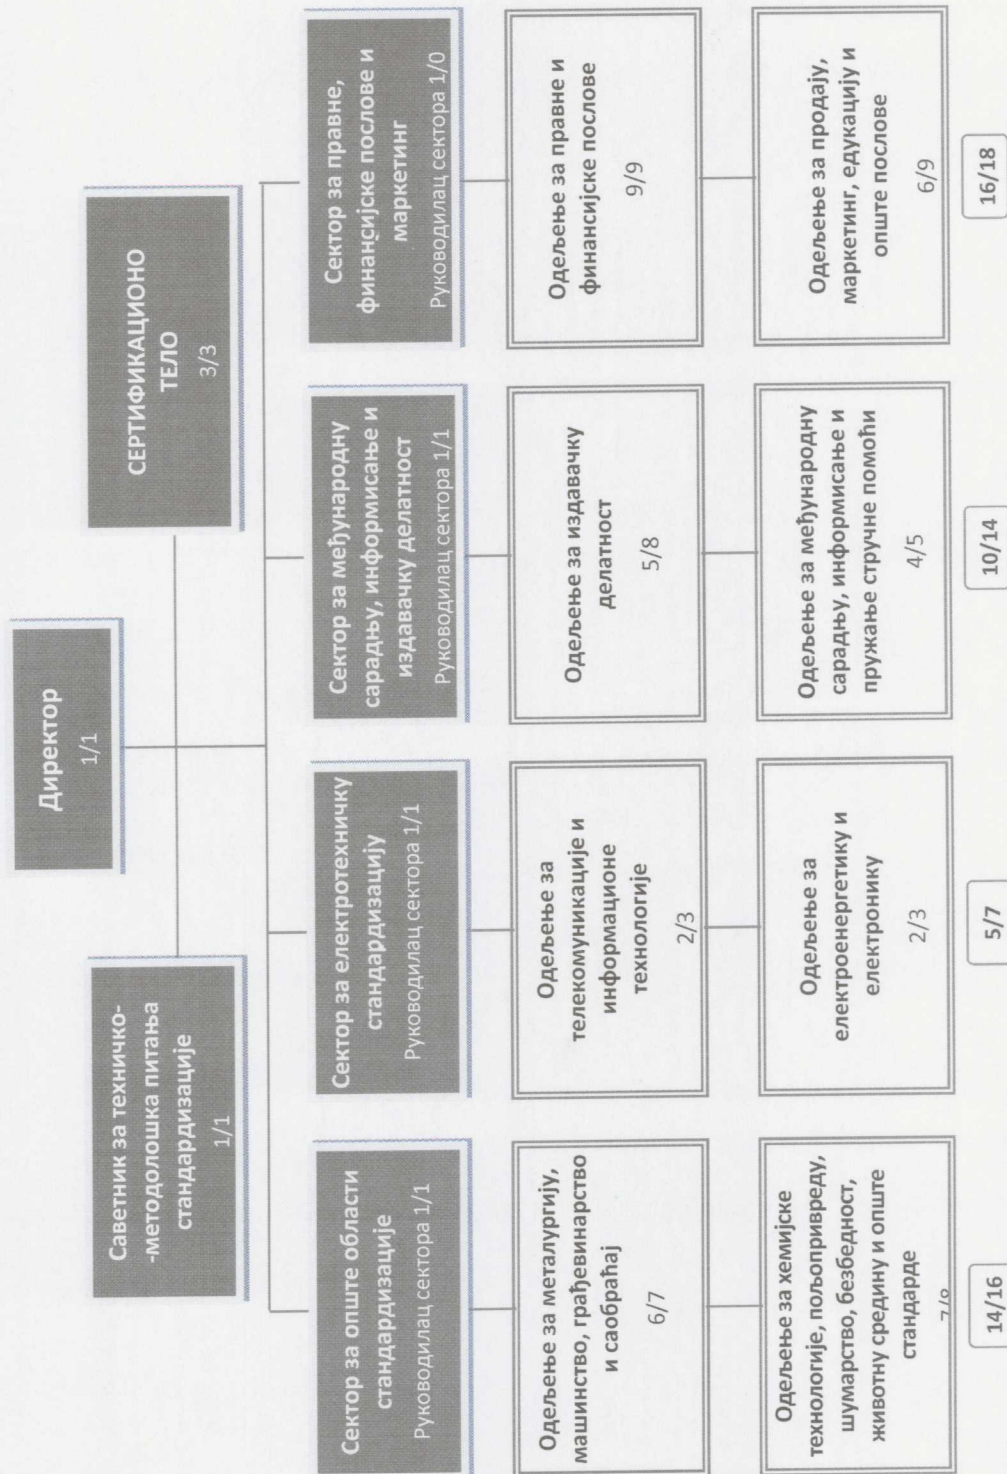 Директор
1/1
Саветник за техничко-
-методолошка питања
стандардизације
1/1
СЕРТИФИКАЦИОНО
ТЕЛО
3/3
Сектор за опште области
стандардизације
Руководилац сектора 1/1
Сектор за електротехничку
стандардизацију
Руководилац сектора 1/1
Сектор за међународну
сарадњу, информисање и
издавачку делатност
Руководилац сектора 1/1
Сектор за правне,
финансијске послове и
маркетинг
Руководилац сектора 1/0
Одељење за металургију,
машинство, грађевинарство
и саобраћај
6/7
Одељење за
телекомуникације и
информационе
технологије
2/3
Одељење за издавачку
делатност
5/8
Одељење за правне и
финансијске послове
9/9
Одељење за хемијске
технологије, пољопривреду,
шумарство, безбедност,
животну средину и опште
стандарде
7/8
Одељење за
електроенергетику и
електронику
2/3
Одељење за међународну
сарадњу, информисање и
пружање стручне помоћи
4/5
Одељење за продају,
маркетинг, едукацију и
опште послове
6/9
14/16
5/7
10/14
16/18